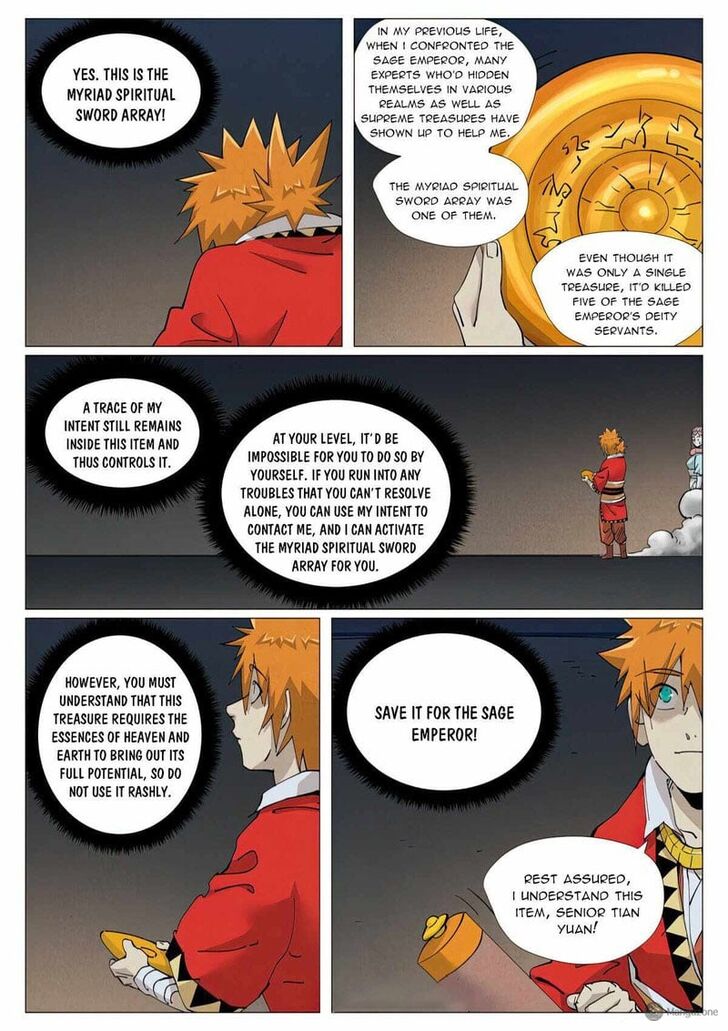 YES. THIS IS THE
MYRIAD SPIRITUAL
SWORD ARRAY!
IN MY PREVIOUS LIFE,
WHEN I CONFRONTED THE
SAGE EMPEROR, MANY
EXPERTS WHO'D HIDDEN
THEMSELVES IN VARIOUS
REALMS AS WELL AS
SUPREME TREASURES HAVE
SHOWN UP TO HELP ME.
THE MYRIAD SPIRITUAL
SWORD ARRAY WAS
ONE OF THEM.
EVEN THOUGH IT
WAS ONLY A SINGLE
TREASURE, IT'D KILLED
FIVE OF THE SAGE
EMPEROR'S DEITY
SERVANTS.
A TRACE OF MY
INTENT STILL REMAINS
INSIDE THIS ITEM AND
THUS CONTROLS IT.
AT YOUR LEVEL, IT'D BE
IMPOSSIBLE FOR YOU TO DO SO BY
YOURSELF. IF YOU RUN INTO ANY
TROUBLES THAT YOU CAN'T RESOLVE
ALONE, YOU CAN USE MY INTENT TO
CONTACT ME, AND I CAN ACTIVATE
THE MYRIAD SPIRITUAL SWORD
ARRAY FOR YOU.
HOWEVER, YOU MUST
UNDERSTAND THAT THIS
TREASURE REQUIRES THE
ESSENCES OF HEAVEN AND
EARTH TO BRING OUT ITS
FULL POTENTIAL, SO DO
NOT USE IT RASHLY.
SAVE IT FOR THE SAGE
EMPEROR!
REST ASSURED,
I UNDERSTAND THIS
ITEM, SENIOR TIAN
YUAN!
Mangazone